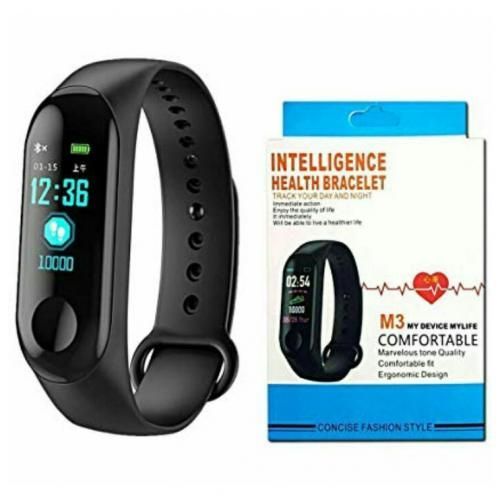 01-15 上午
12:36
10000
INTELLIGENCE
HEALTH BRACELET
TRACK YOUR DAY AND NIGHT
Immediate action
Enjoy the quality of life
It immediately
Will be able to live a healthier life
02:54
10000
心率
M3 MY DEVICE MYLIFE
COMFORTABLE
Marvelous tone Quality
Comfortable fit
Ergonomic Design
CONCISE FASHION STYLE